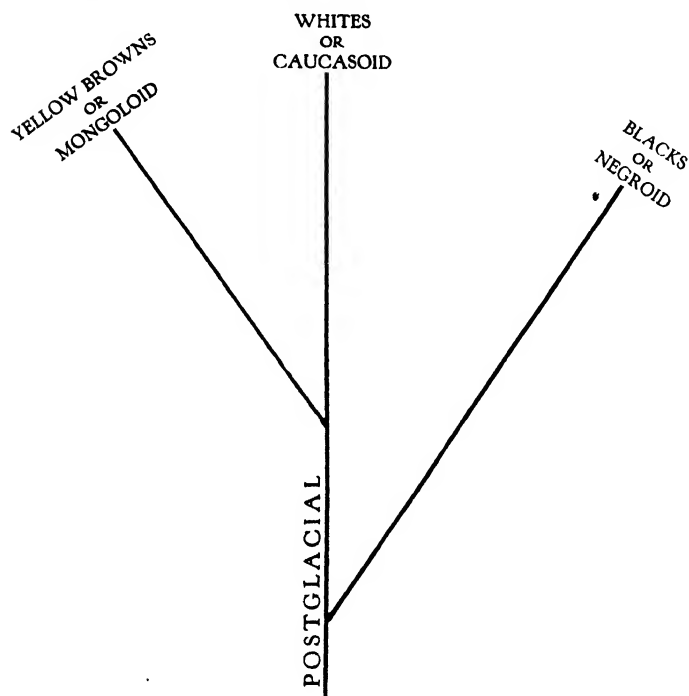 WHITES
OR
CAUCASOID
YELLOW BROWNS
OR
MONGOLOID
BLACKS
OR
NEGROID
POSTGLACIAL